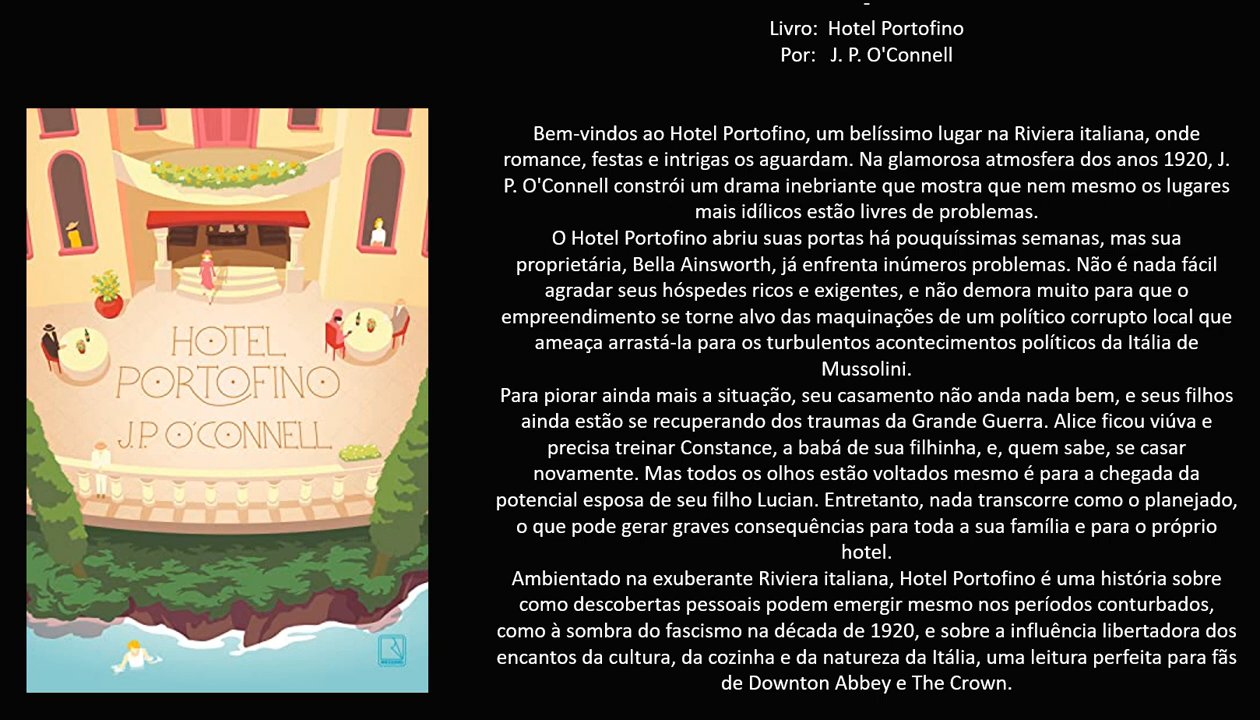 -
Livro:  Hotel Portofino
Por:   J. P. O'Connell
HOTEL
PORTOFINO
J.P. O'CONNELL
Bem-vindos ao Hotel Portofino, um belíssimo lugar na Riviera italiana, onde
romance, festas e intrigas os aguardam. Na glamorosa atmosfera dos anos 1920, J.
P. O'Connell constrói um drama inebriante que mostra que nem mesmo os lugares
mais idílicos estão livres de problemas.
O Hotel Portofino abriu suas portas há pouquíssimas semanas, mas sua
proprietária, Bella Ainsworth, já enfrenta inúmeros problemas. Não é nada fácil
agradar seus hóspedes ricos e exigentes, e não demora muito para que o
empreendimento se torne alvo das maquinações de um político corrupto local que
ameaça arrastá-la para os turbulentos acontecimentos políticos da Itália de
Mussolini.
Para piorar ainda mais a situação, seu casamento não anda nada bem, e seus filhos
ainda estão se recuperando dos traumas da Grande Guerra. Alice ficou viúva e
precisa treinar Constance, a babá de sua filhinha, e, quem sabe, se casar
novamente. Mas todos os olhos estão voltados mesmo é para a chegada da
potencial esposa de seu filho Lucian. Entretanto, nada transcorre como o planejado,
o que pode gerar graves consequências para toda a sua família e para o próprio
hotel.
Ambientado na exuberante Riviera italiana, Hotel Portofino é uma história sobre
como descobertas pessoais podem emergir mesmo nos períodos conturbados,
como à sombra do fascismo na década de 1920, e sobre a influência libertadora dos
encantos da cultura, da cozinha e da natureza da Itália, uma leitura perfeita para fãs
de Downton Abbey e The Crown.